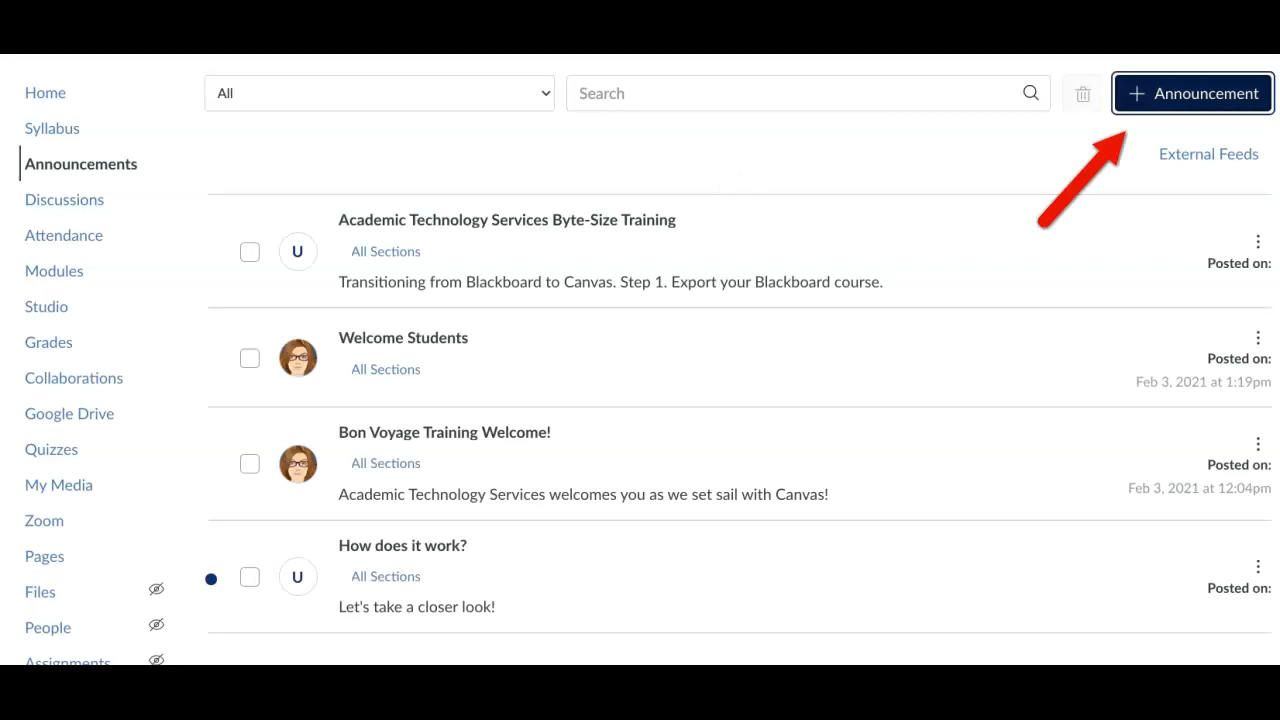 Home
Syllabus
Announcements
Discussions
Attendance
Modules
Studio
Grades
Collaborations
Google Drive
Quizzes
My Media
Zoom
Pages
Files
People
Assignments
All
Search
+ Announcement
External Feeds
Academic Technology Services Byte-Size Training
U
All Sections
Transitioning from Blackboard to Canvas. Step 1. Export your Blackboard course.
Posted on:
Welcome Students
All Sections
Posted on:
Feb 3, 2021 at 1:19pm
Bon Voyage Training Welcome!
All Sections
Academic Technology Services welcomes you as we set sail with Canvas!
Posted on:
Feb 3, 2021 at 12:04pm
How does it work?
U
All Sections
Let's take a closer look!
Posted on: